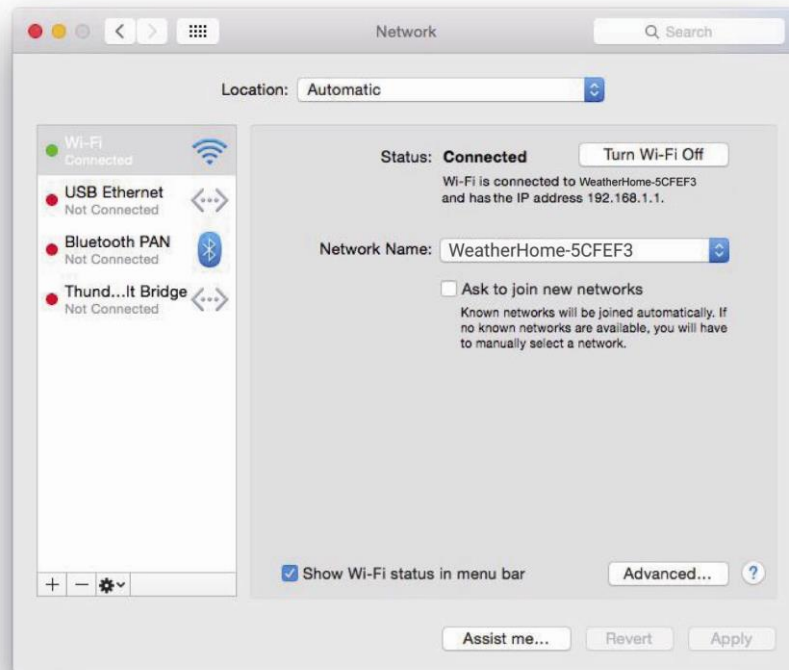 Network
Search
Location: Automatic
Wi-Fi
Connected
USB Ethernet
Not Connected
Bluetooth PAN
Not Connected
Thund...lt Bridge
Not Connected
Status: Connected
Turn Wi-Fi Off
Wi-Fi is connected to WeatherHome-5CFEF3
and has the IP address 192.168.1.1.
Network Name: WeatherHome-5CFEF3
Ask to join new networks
Known networks will be joined automatically. If
no known networks are available, you will have
to manually select a network.
Show Wi-Fi status in menu bar
Advanced...
?
Assist me...
Revert
Apply